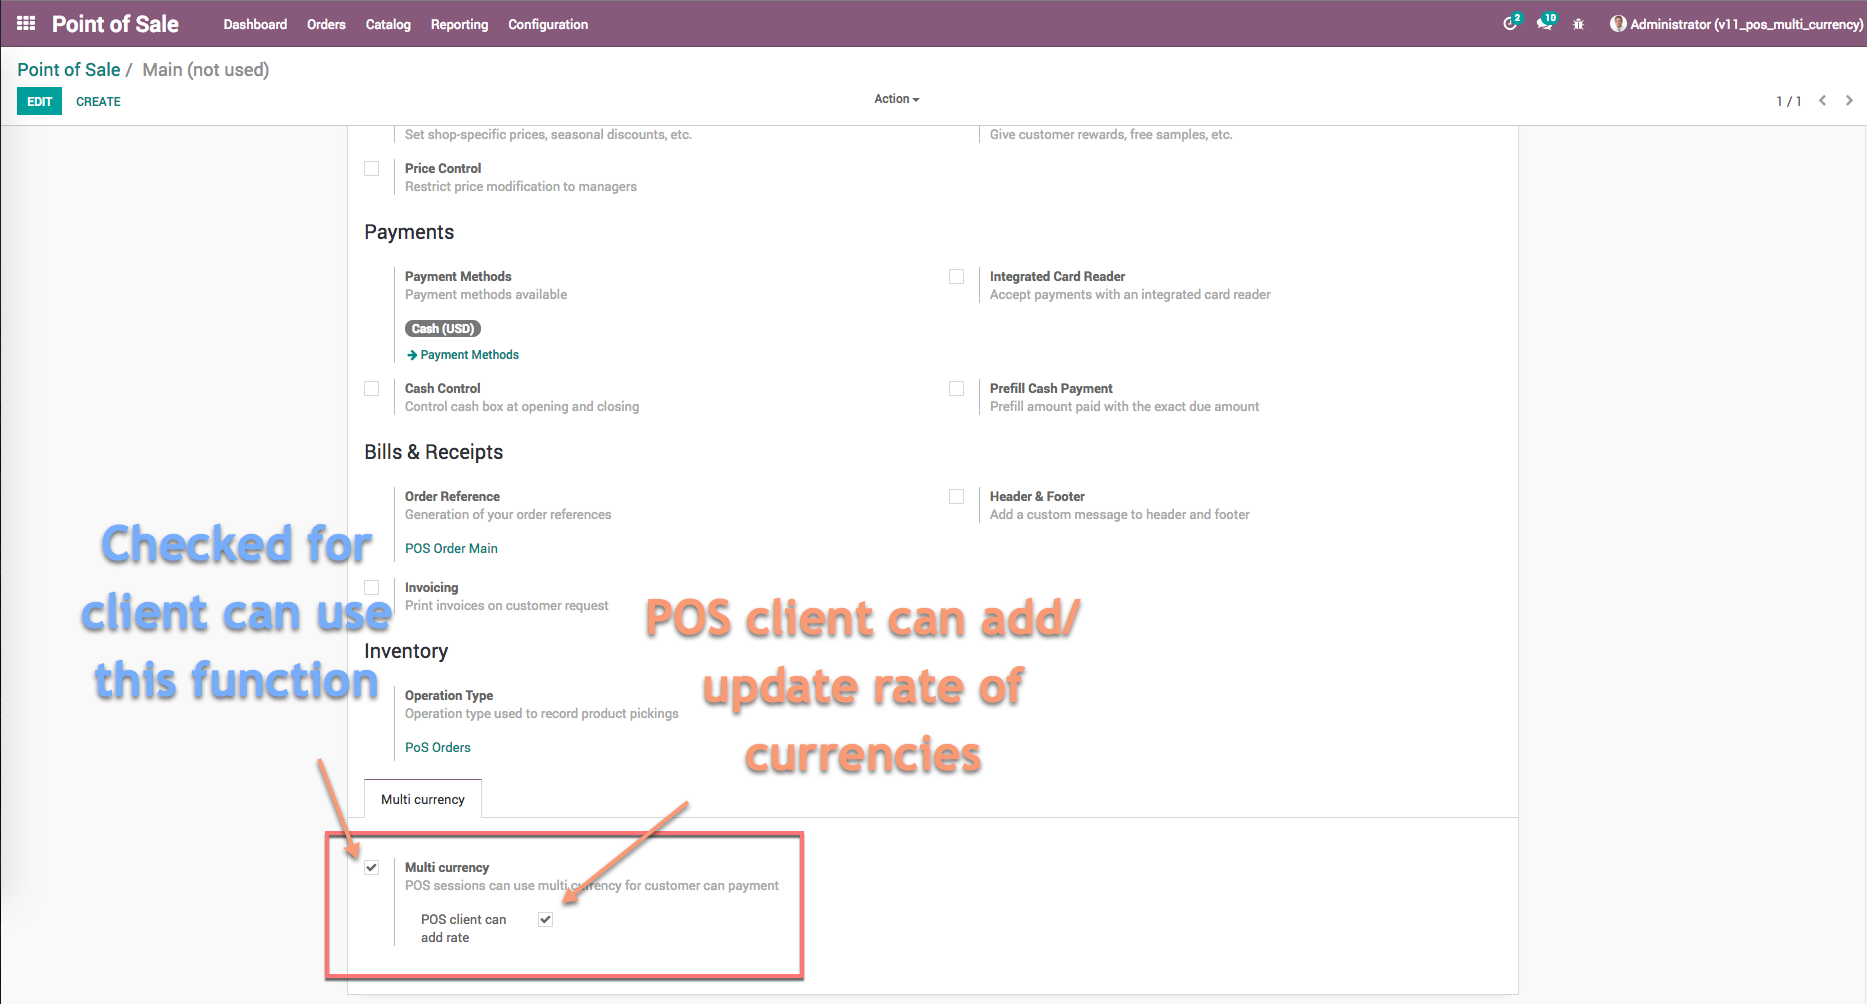 Point of Sale
Dashboard
Orders
Catalog
Reporting
Configuration
2
10
Administrator (v11_pos_multi_currency)
Point of Sale / Main (not used)
EDIT
CREATE
Action
1 / 1
Set shop-specific prices, seasonal discounts, etc.
Give customer rewards, free samples, etc.
Price Control
Restrict price modification to managers
Payments
Payment Methods
Payment methods available
Cash (USD)
Payment Methods
Integrated Card Reader
Accept payments with an integrated card reader
Cash Control
Control cash box at opening and closing
Prefill Cash Payment
Prefill amount paid with the exact due amount
Bills & Receipts
Order Reference
Generation of your order references
POS Order Main
Header & Footer
Add a custom message to header and footer
Invoicing
Print invoices on customer request
Checked for
client can use
this function
POS client can add/
update rate of
currencies
Inventory
Operation Type
Operation type used to record product pickings
PoS Orders
Multi currency
Multi currency
POS sessions can use multi currency for customer can payment
POS client can
add rate